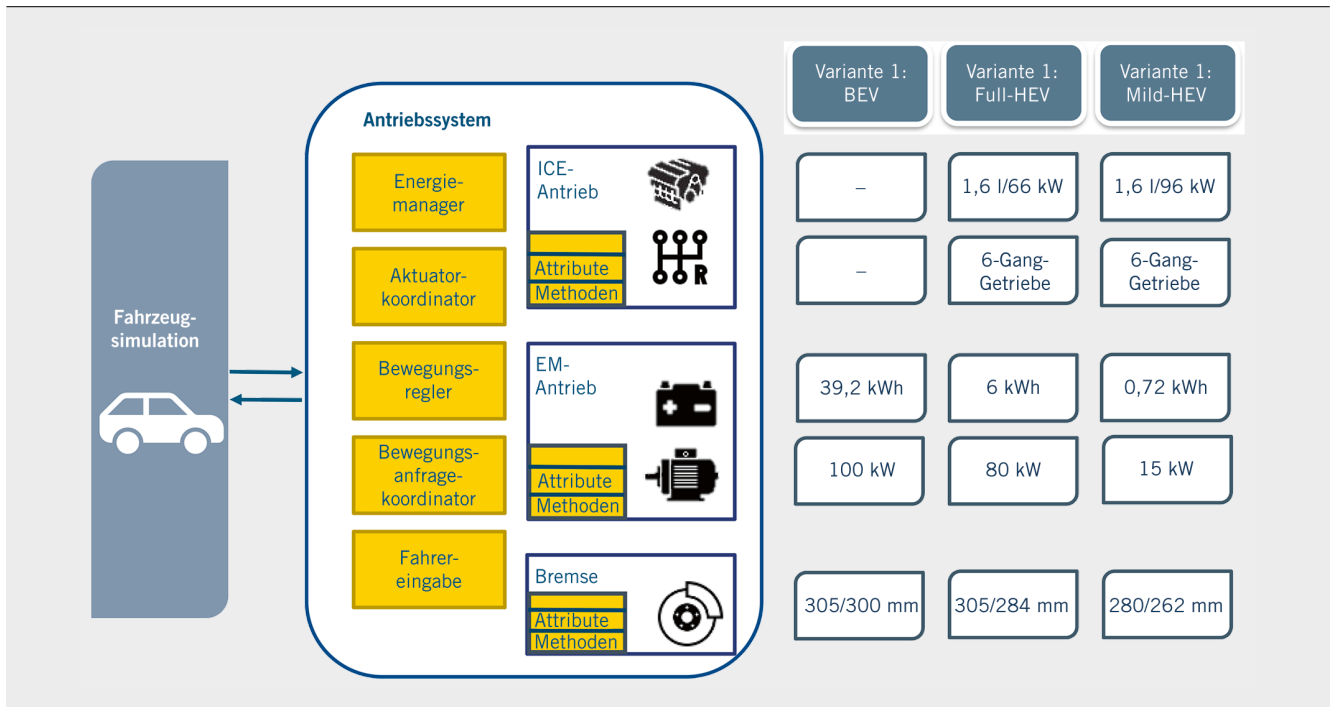 Variante 1:
BEV
Variante 1:
Full-HEV
Variante 1:
Mild-HEV
Antriebssystem
Fahrzeug-
simulation
Energie-
manager
Aktuator-
koordinator
Bewegungs-
regler
Bewegungs-
anfrage-
koordinator
Fahrer-
eingabe
ICE-
Antrieb
R
Attribute
Methoden
EM-
Antrieb
Attribute
Methoden
Bremse
Attribute
Methoden
–
1,6 l/66 kW
1,6 l/96 kW
–
6-Gang-
Getriebe
6-Gang-
Getriebe
39,2 kWh
6 kWh
0,72 kWh
100 kW
80 kW
15 kW
305/300 mm
305/284 mm
280/262 mm